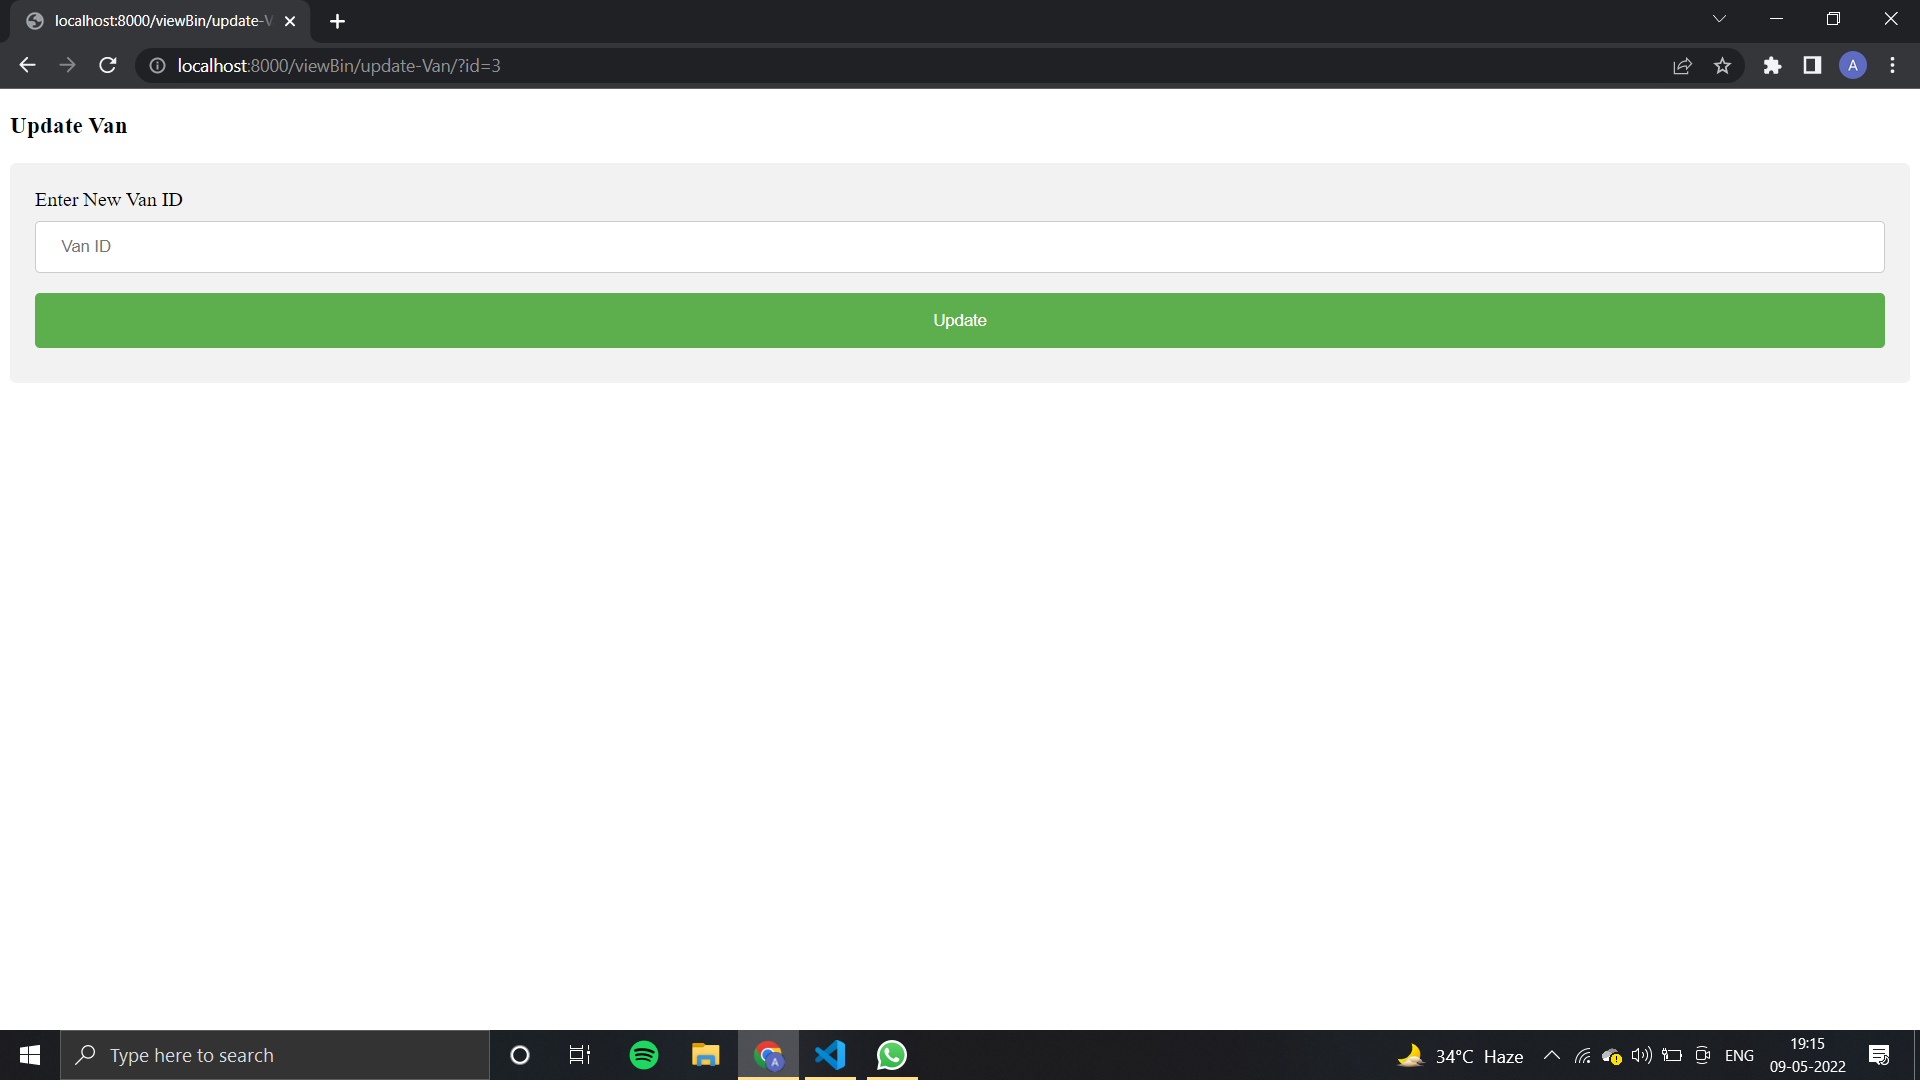 localhost:8000/viewBin/update-V
localhost:8000/viewBin/update-Van/?id=3
A
Update Van
Enter New Van ID
Van ID
Update
Type here to search
A
34°C Haze
ENG
19:15
09-05-2022